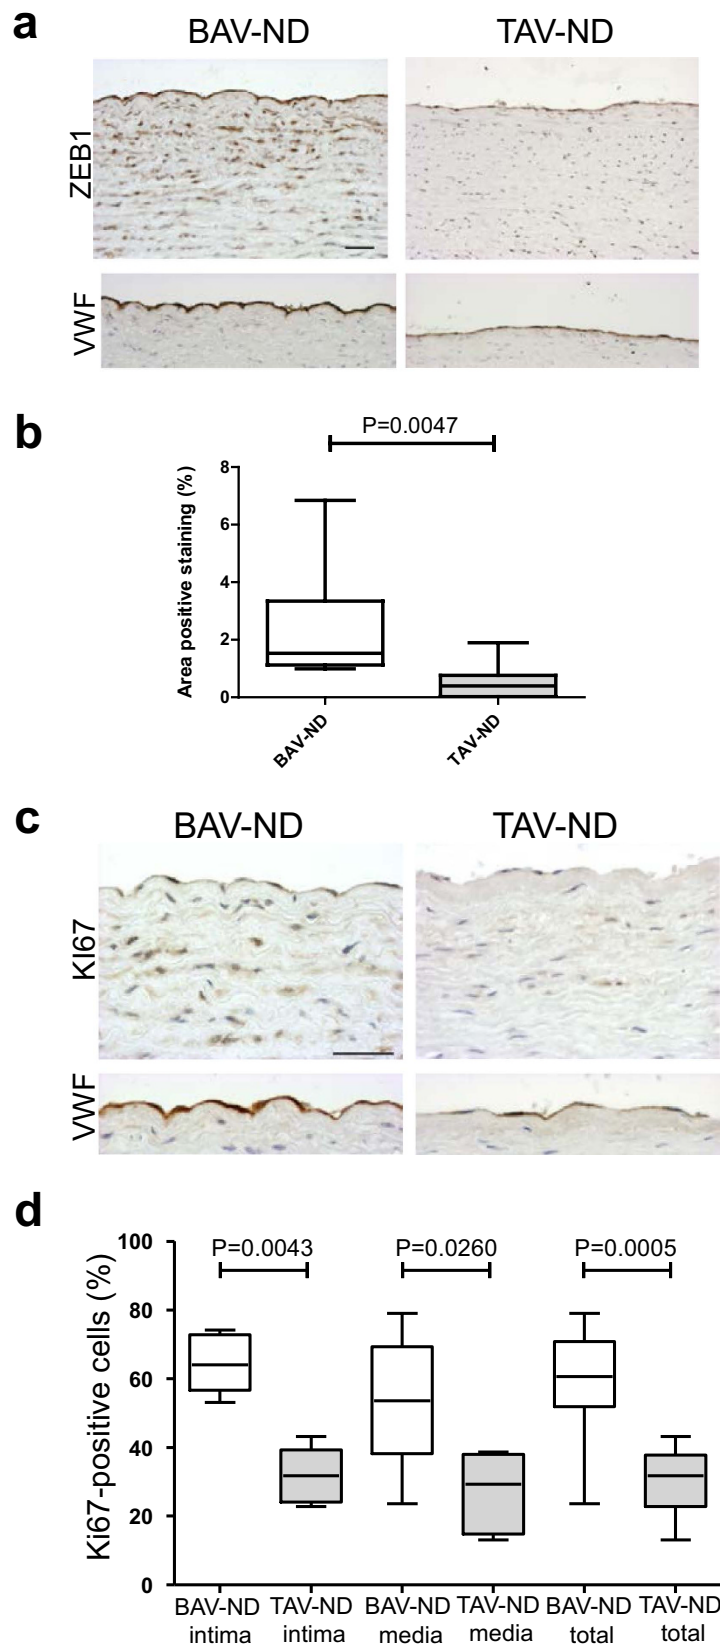 a
BAV-ND TAV-ND
ZEB1
VWF
b
P=0.0047
Area positive staining (%)
8
6
4
2
0
BAV-ND TAV-ND
c
BAV-ND TAV-ND
KI67
VWF
d
P=0.0043 P=0.0260 P=0.0005
Ki67-positive cells (%)
100
80
60
40
20
0
BAV-ND TAV-ND BAV-ND TAV-ND BAV-ND TAV-ND
intima intima media media total total